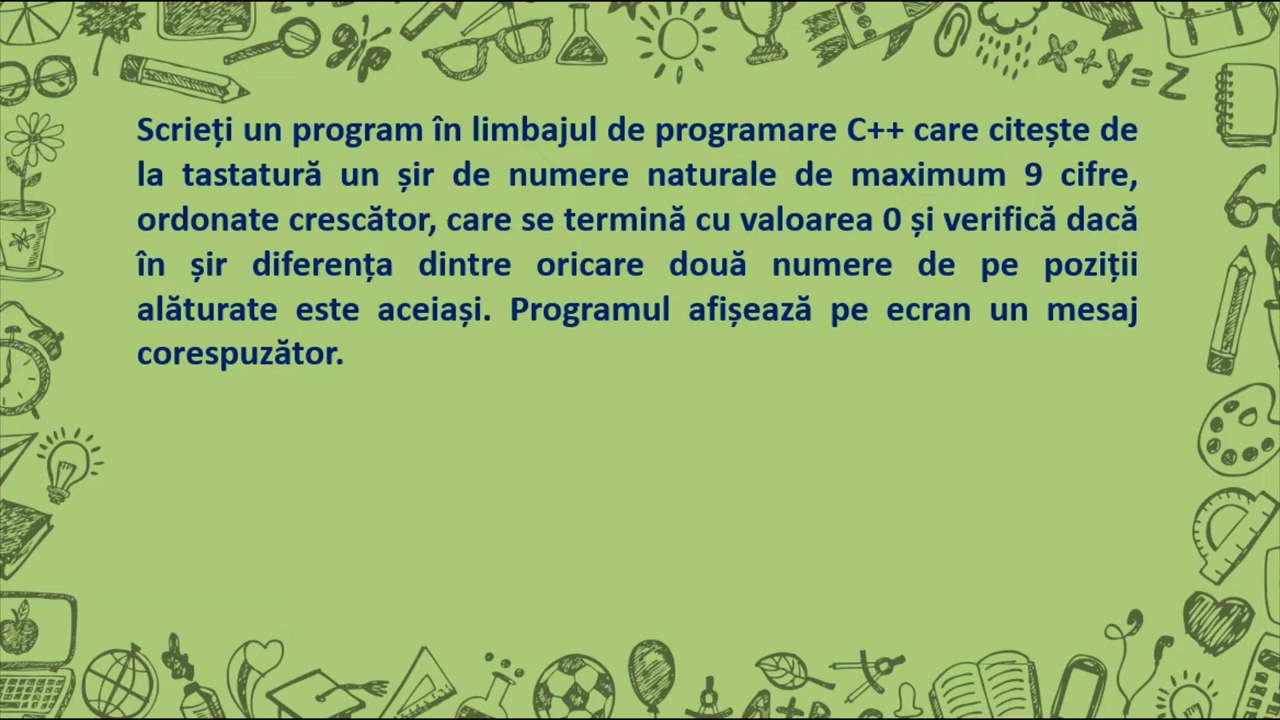 Scrieți un program în limbajul de programare C++ care citește de
la tastatură un șir de numere naturale de maximum 9 cifre,
ordonate crescător, care se termină cu valoarea 0 și verifică dacă
în șir diferența dintre oricare două numere de pe poziții
alăturate este aceiași. Programul afișează pe ecran un mesaj
corespuzător.
x+y=z